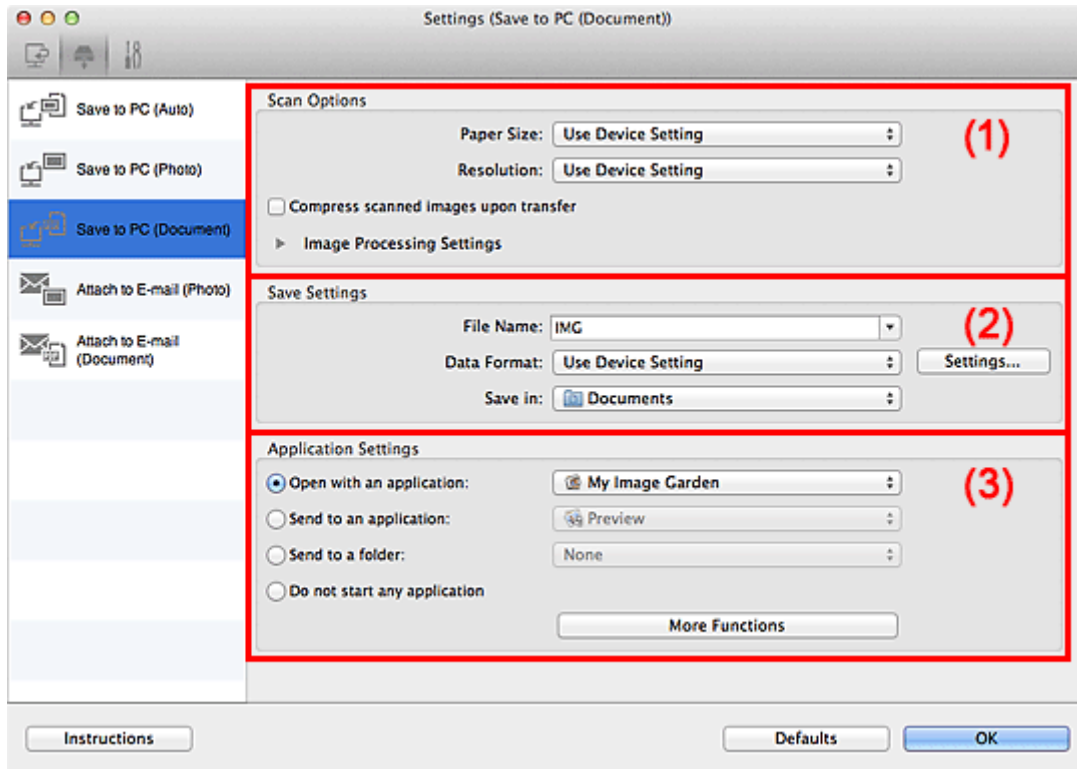 Settings (Save to PC (Document))
Save to PC (Auto)
Save to PC (Photo)
Save to PC (Document)
Attach to E-mail (Photo)
Attach to E-mail
(Document)
Scan Options
(1)
Paper Size: Use Device Setting
Resolution: Use Device Setting
Compress scanned images upon transfer
Image Processing Settings
Save Settings
(2)
File Name: IMG
Data Format: Use Device Setting Settings...
Save in: Documents
Application Settings
(3)
Open with an application: My Image Garden
Send to an application: Preview
Send to a folder: None
Do not start any application
More Functions
Instructions Defaults OK